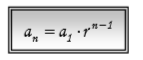 aₙ = a₁ · rⁿ⁻¹